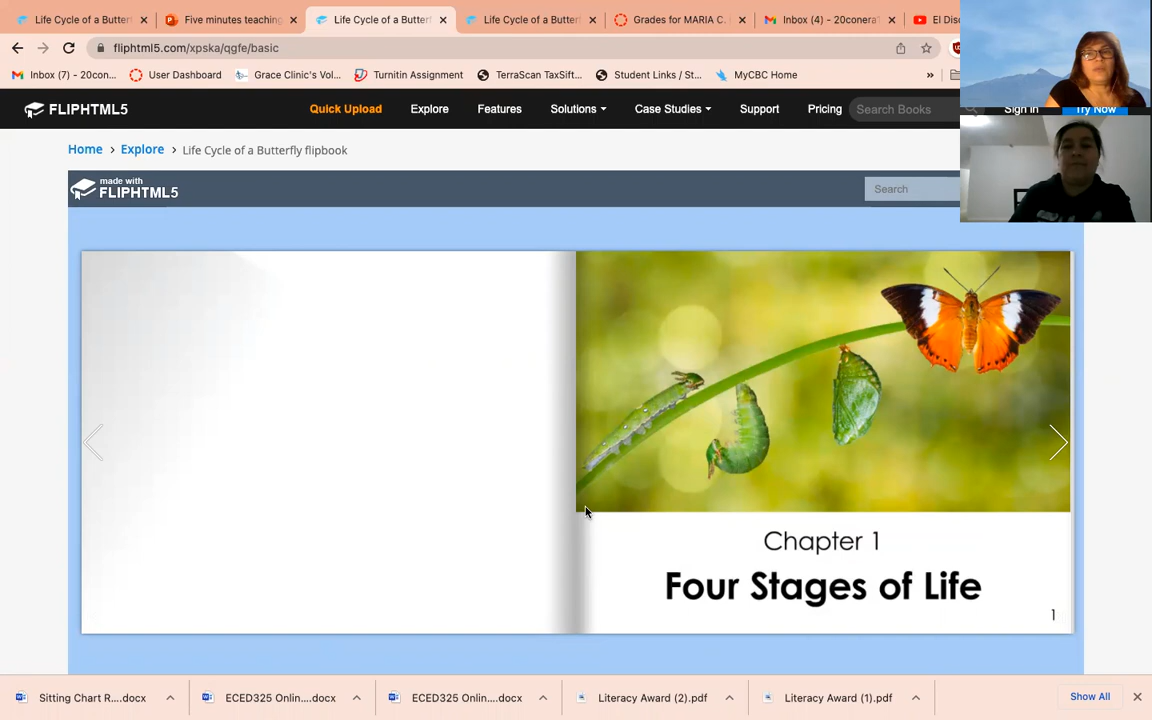 Life Cycle of a Butterf
Five minutes teaching
Life Cycle of a Butterf
Life Cycle of a Butterf
Grades for MARIA C.
Inbox (4) - 20conera
El Disc
fliphtml5.com/xpska/qgfe/basic
Inbox (7) - 20con...
User Dashboard
Grace Clinic's Vol...
Turnitin Assignment
TerraScan TaxSift...
Student Links / St...
MyCBC Home
FLIPHTML5
Quick Upload
Explore
Features
Solutions
Case Studies
Support
Pricing
Search Books
Sign In
Try Now
Home > Explore > Life Cycle of a Butterfly flipbook
made with
FLIPHTML5
Search
Chapter 1
Four Stages of Life
1
Sitting Chart R....docx
ECED325 Onlin....docx
ECED325 Onlin....docx
Literacy Award (2).pdf
Literacy Award (1).pdf
Show All